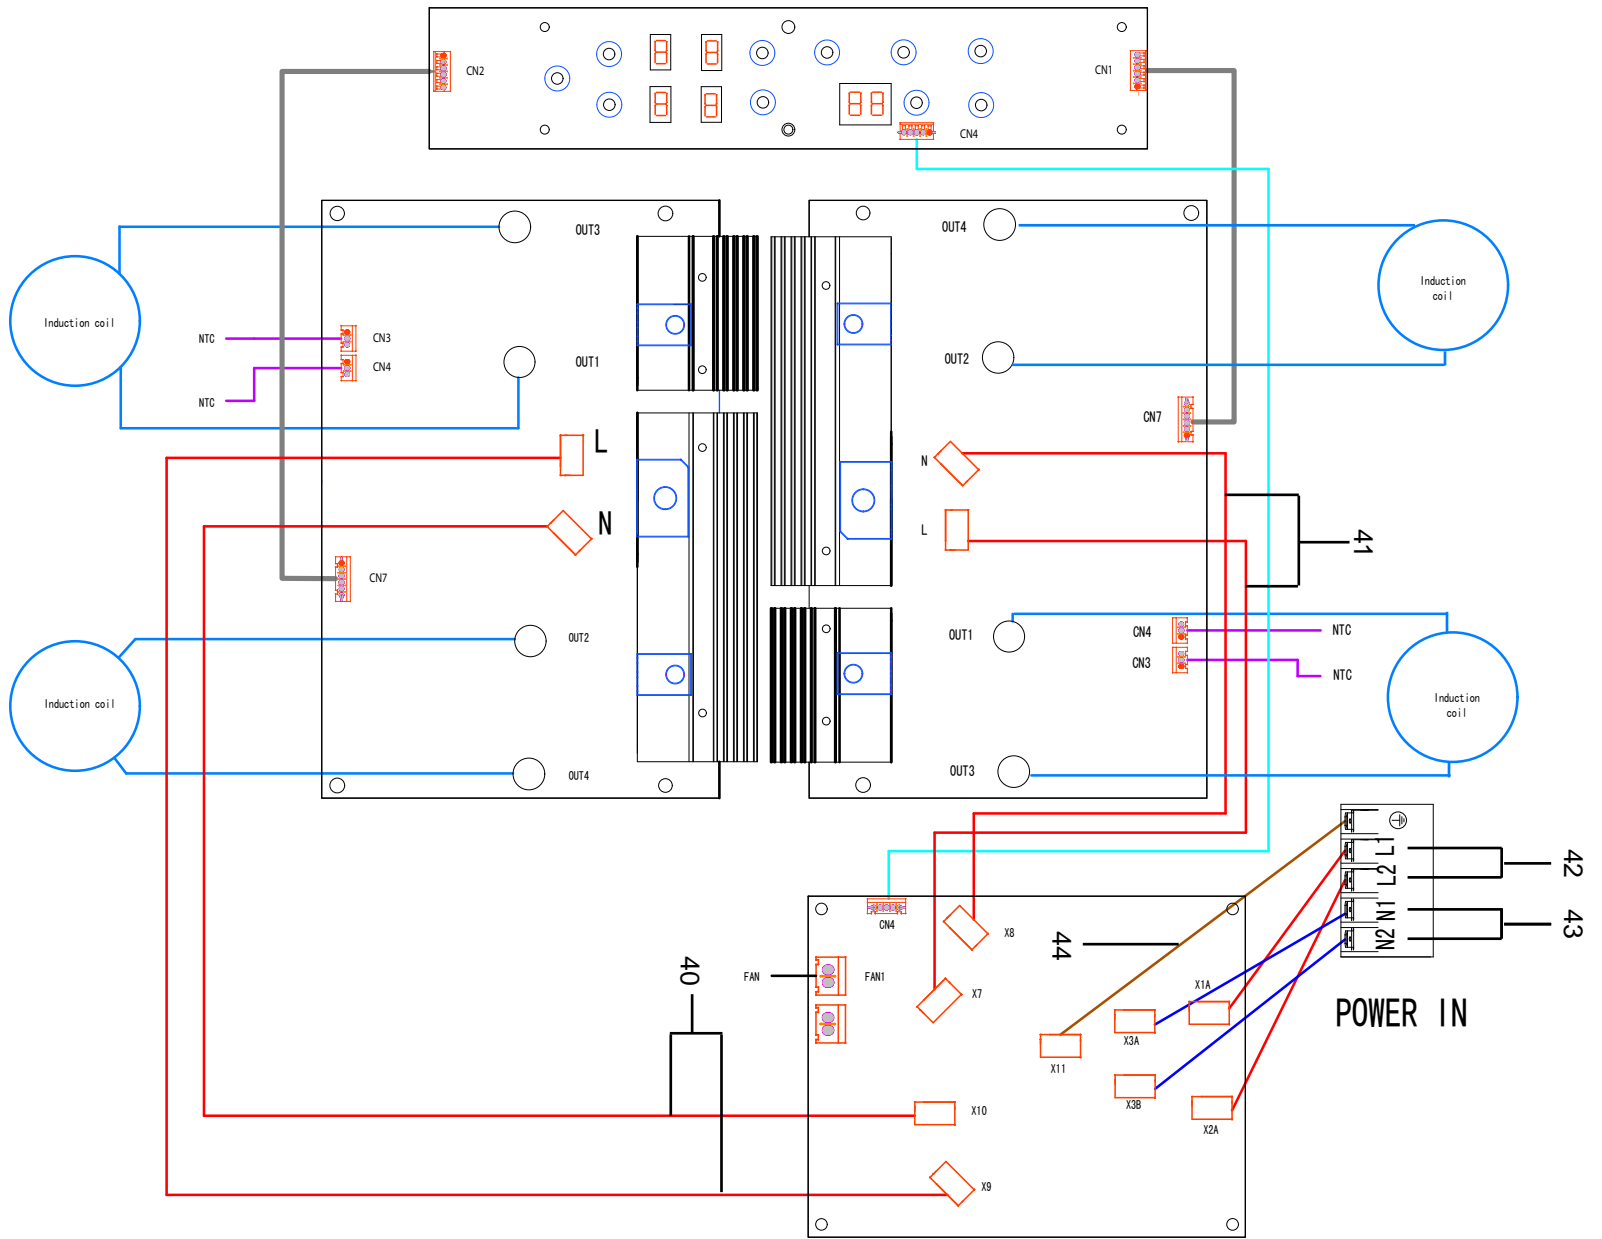 CN2
CN1
CN4
OUT3
OUT4
Induction coil
Induction
coil
NTC
CN3
CN4
OUT1
OUT2
NTC
CN7
L
N
N
L
41
CN7
OUT2
OUT1
CN4
NTC
CN3
NTC
Induction coil
Induction
coil
OUT4
OUT3
L1
L2
N1
N2
42
43
POWER IN
CN4
X8
44
40
FAN
FAN1
X7
X1A
X3A
X11
X3B
X2A
X10
X9